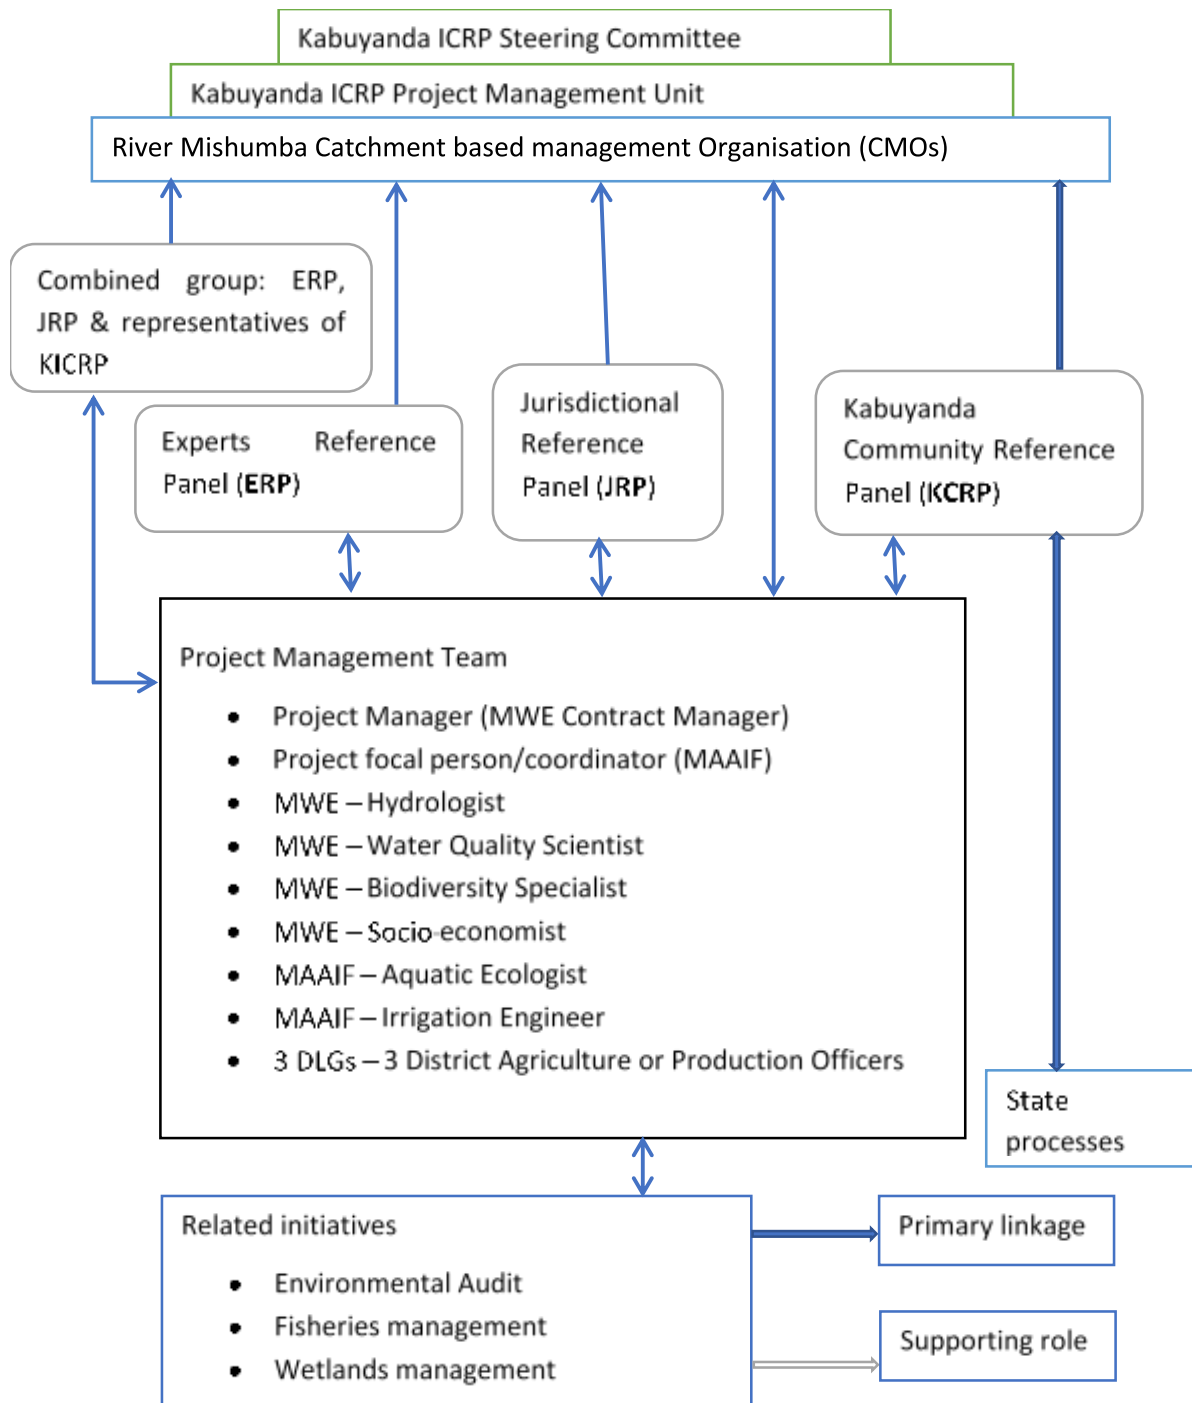 Kabuyanda ICRP Steering Committee
Kabuyanda ICRP Project Management Unit
River Mishumba Catchment based management Organisation (CMOs)
Combined group: ERP,
JRP & representatives of
KICRP
Experts Reference
Panel (ERP)
Jurisdictional
Reference
Panel (JRP)
Kabuyanda
Community Reference
Panel (KCRP)
Project Management Team
• Project Manager (MWE Contract Manager)
• Project focal person/coordinator (MAAIF)
• MWE – Hydrologist
• MWE – Water Quality Scientist
• MWE – Biodiversity Specialist
• MWE – Socio-economist
• MAAIF – Aquatic Ecologist
• MAAIF – Irrigation Engineer
• 3 DLGs – 3 District Agriculture or Production Officers
State
processes
Related initiatives
• Environmental Audit
• Fisheries management
• Wetlands management
Primary linkage
Supporting role